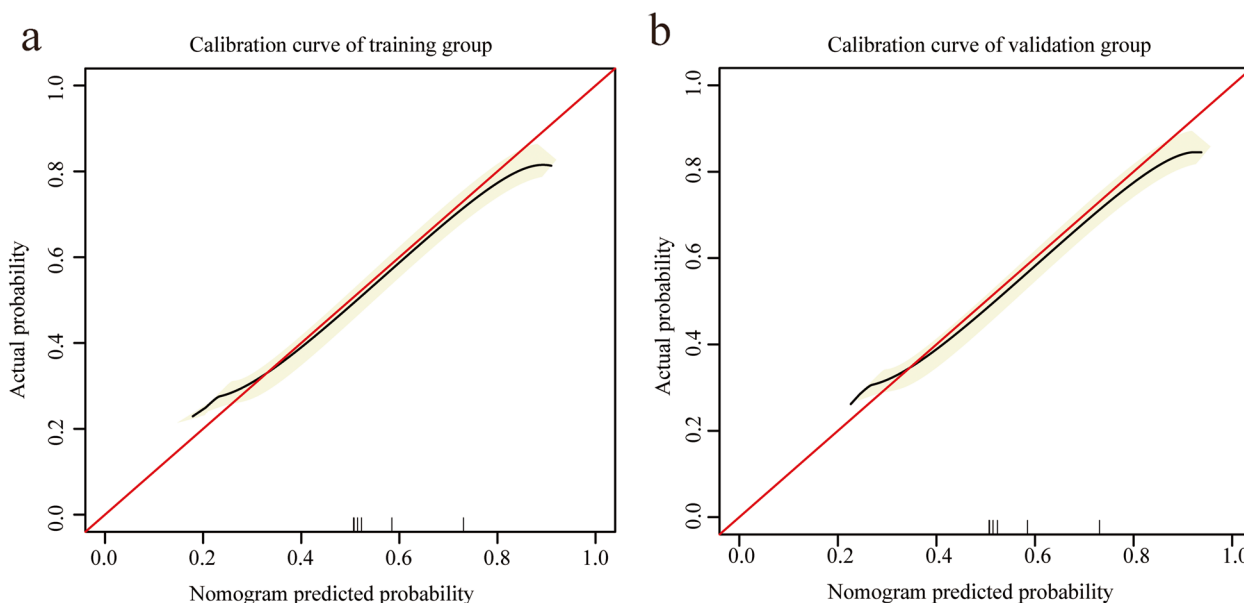 a
Calibration curve of training group
Actual probability
0.0 0.2 0.4 0.6 0.8 1.0
0.0 0.2 0.4 0.6 0.8 1.0
Nomogram predicted probability
b
Calibration curve of validation group
Actual probability
0.0 0.2 0.4 0.6 0.8 1.0
0.0 0.2 0.4 0.6 0.8 1.0
Nomogram predicted probability